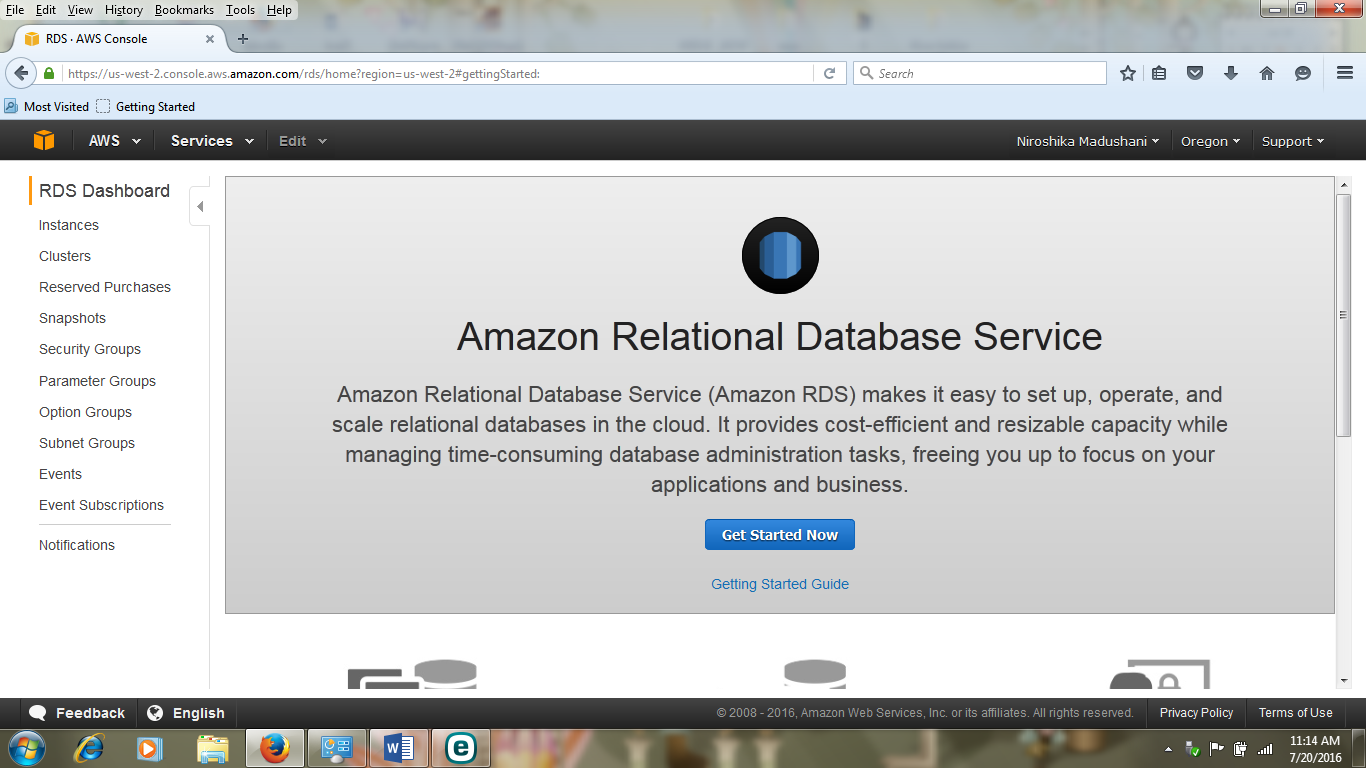 File Edit View History Bookmarks Tools Help
RDS · AWS Console
https://us-west-2.console.aws.amazon.com/rds/home?region=us-west-2#gettingStarted:
Search
Most Visited Getting Started
AWS Services Edit Niroshika Madushani Oregon Support
RDS Dashboard
Instances
Clusters
Reserved Purchases
Snapshots
Security Groups
Parameter Groups
Option Groups
Subnet Groups
Events
Event Subscriptions
Notifications
Amazon Relational Database Service
Amazon Relational Database Service (Amazon RDS) makes it easy to set up, operate, and
scale relational databases in the cloud. It provides cost-efficient and resizable capacity while
managing time-consuming database administration tasks, freeing you up to focus on your
applications and business.
Get Started Now
Getting Started Guide
Feedback English © 2008 - 2016, Amazon Web Services, Inc. or its affiliates. All rights reserved. Privacy Policy Terms of Use
11:14 AM
7/20/2016